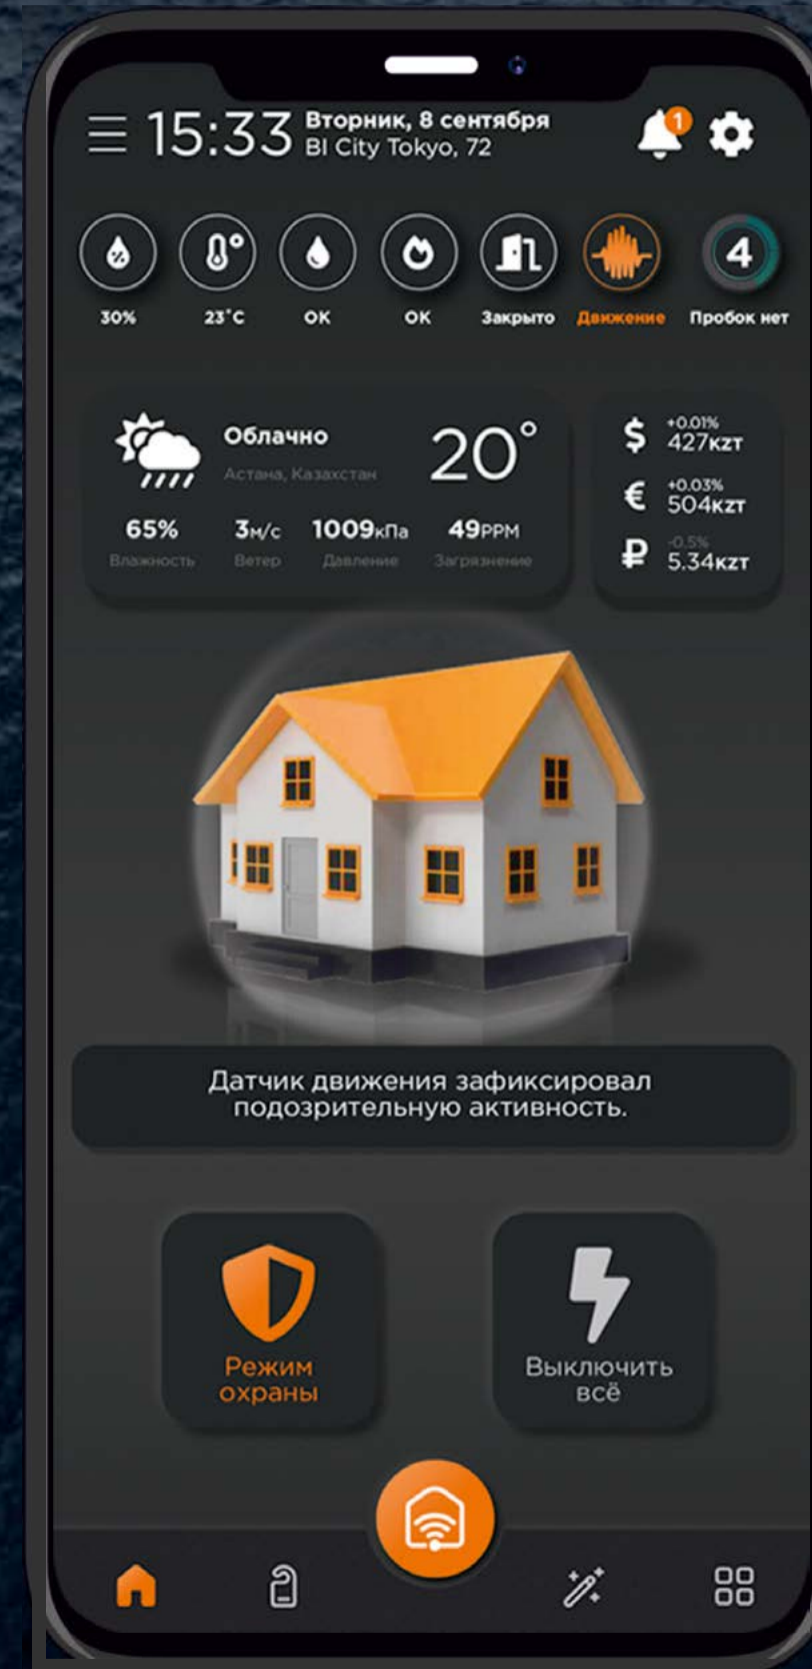 15:33
Вторник, 8 сентября
BI City Tokyo, 72
1
4
30%
23°C
OK
OK
Закрыто
Движение
Пробок нет
Облачно
Астана, Казахстан
20°
65%
Влажность
3м/с
Ветер
1009кПа
Давление
49PPM
Загрязнение
$
+0.01%
427KZT
€
+0.03%
504KZT
₽
-0.5%
5.34KZT
Датчик движения зафиксировал
подозрительную активность.
Режим
охраны
Выключить
всё